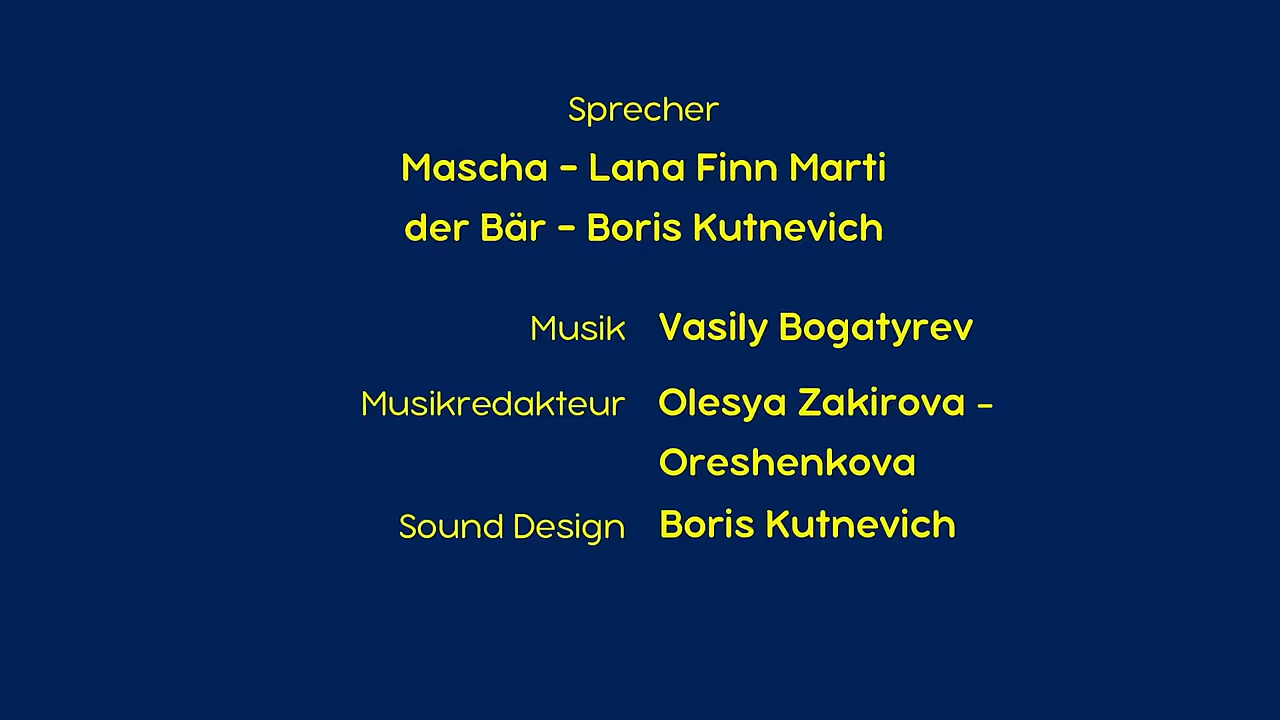 Sprecher
Mascha - Lana Finn Marti
der Bär - Boris Kutnevich
Musik Vasily Bogatyrev
Musikredakteur Olesya Zakirova -
Oreshenkova
Sound Design Boris Kutnevich